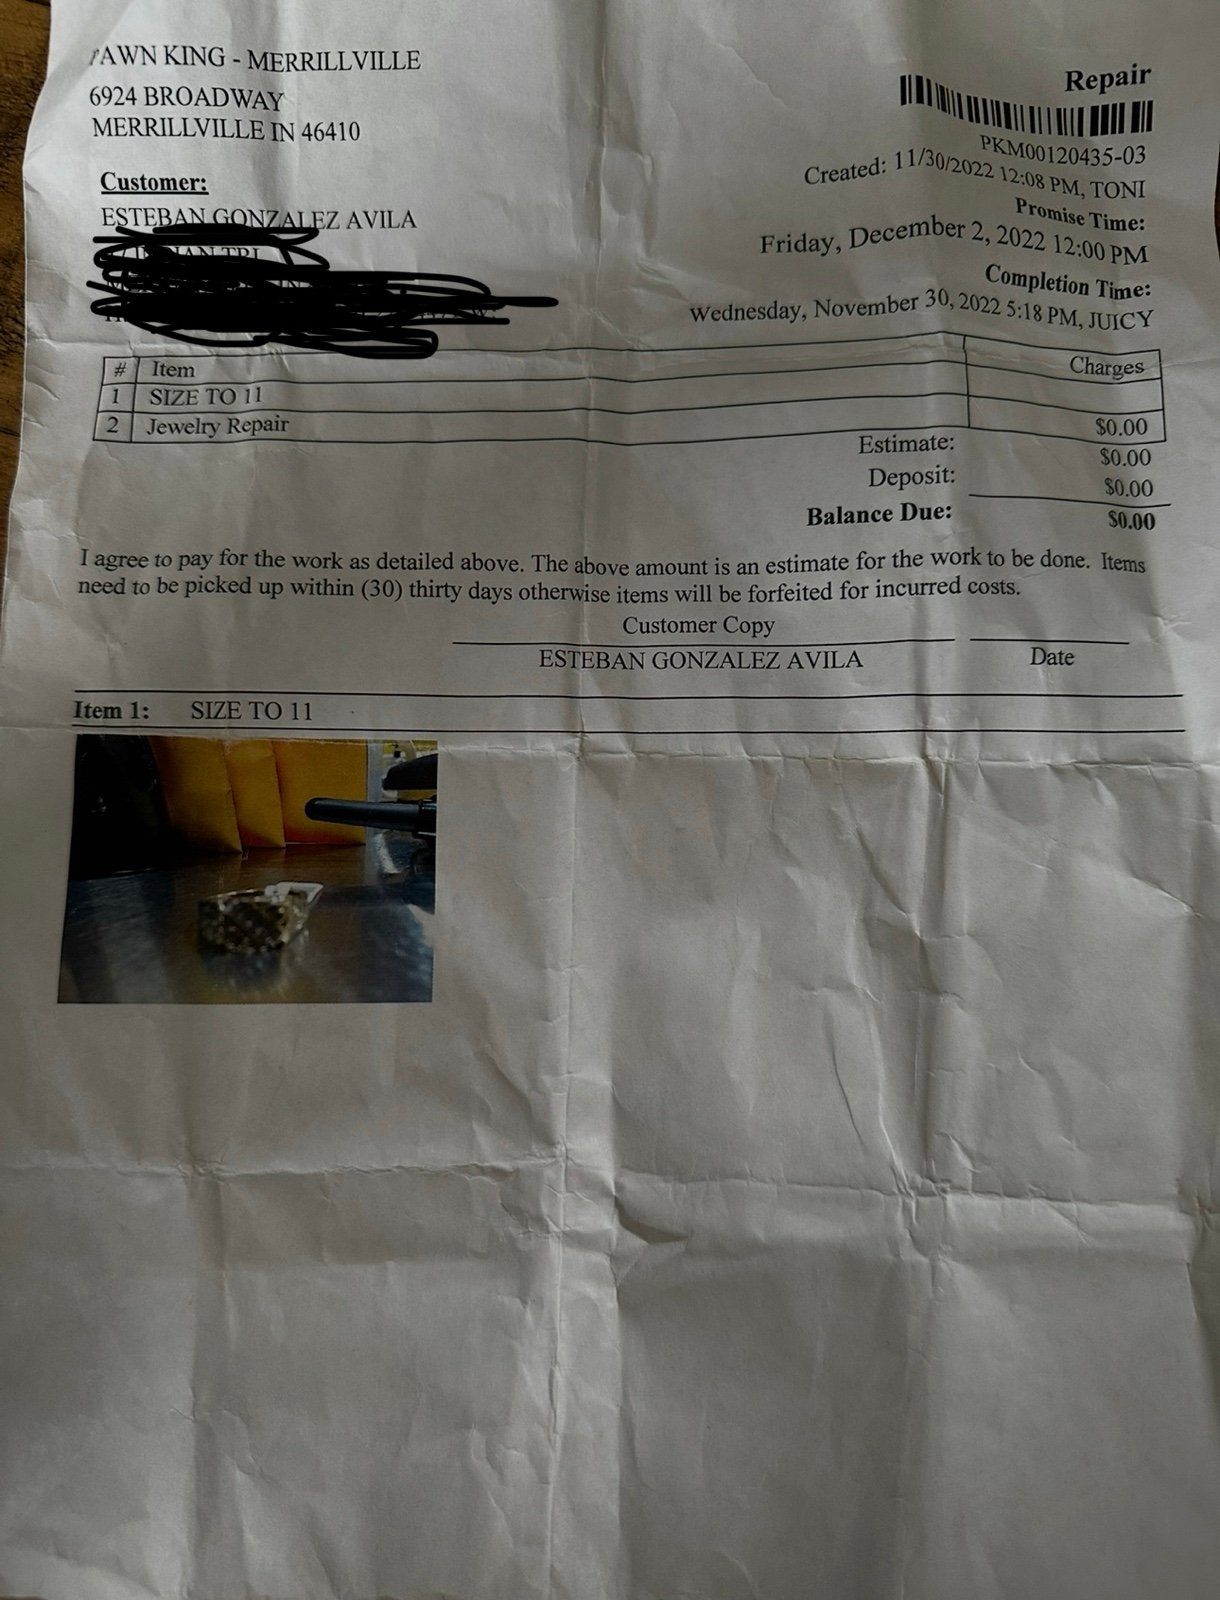 PAWN KING - MERRILLVILLE
6924 BROADWAY
MERRILLVILLE IN 46410
Repair
PKM00120435-03
Created: 11/30/2022 12:08 PM, TONI
Promise Time:
Friday, December 2, 2022 12:00 PM
Completion Time:
Wednesday, November 30, 2022 5:18 PM, JUICY
Customer:
ESTEBAN GONZALEZ AVILA
# Item Charges
1 SIZE TO 11
2 Jewelry Repair $0.00
Estimate: $0.00
Deposit: $0.00
Balance Due: $0.00
I agree to pay for the work as detailed above. The above amount is an estimate for the work to be done. Items
need to be picked up within (30) thirty days otherwise items will be forfeited for incurred costs.
Customer Copy
ESTEBAN GONZALEZ AVILA Date
Item 1: SIZE TO 11